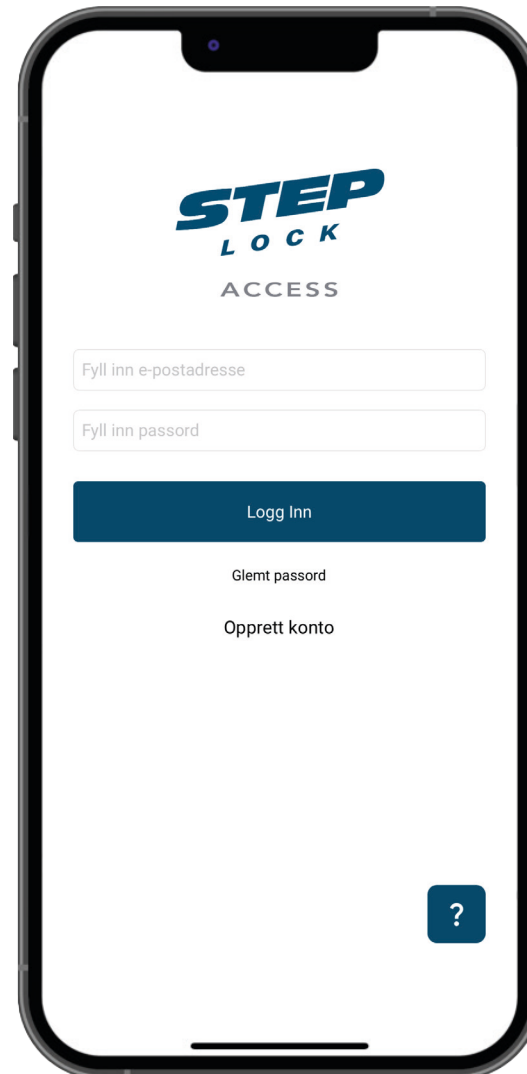 STEP
LOCK
ACCESS
Fyll inn e-postadresse
Fyll inn passord
Logg Inn
Glemt passord
Opprett konto
?